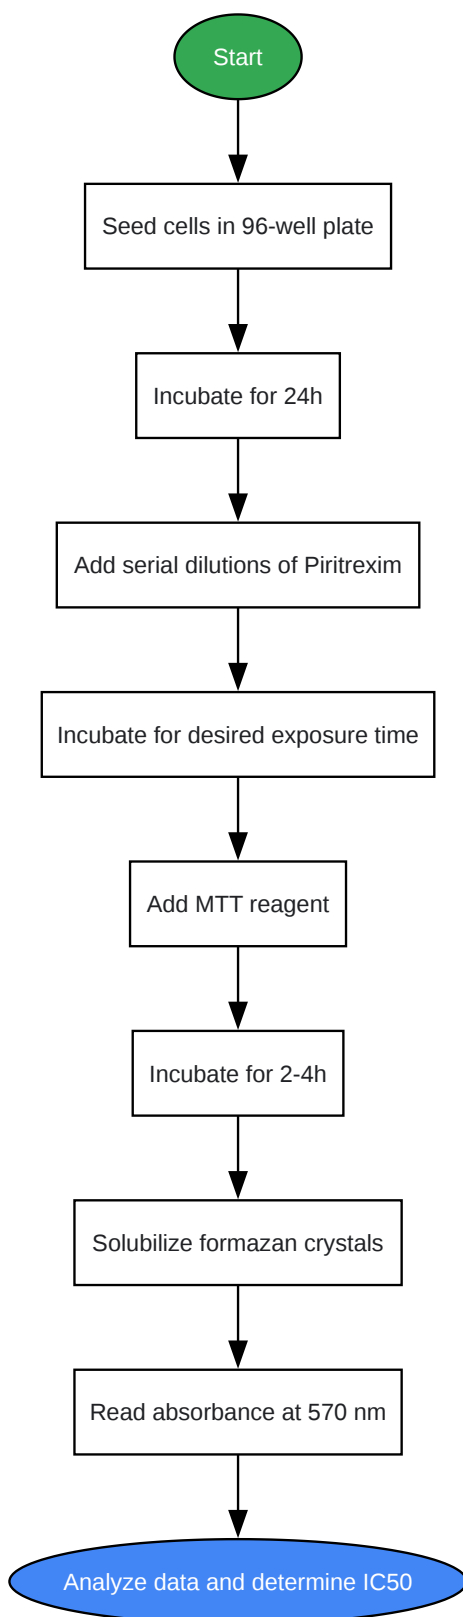 Start
Seed cells in 96-well plate
Incubate for 24h
Add serial dilutions of Piritrexim
Incubate for desired exposure time
Add MTT reagent
Incubate for 2-4h
Solubilize formazan crystals
Read absorbance at 570 nm
Analyze data and determine IC50